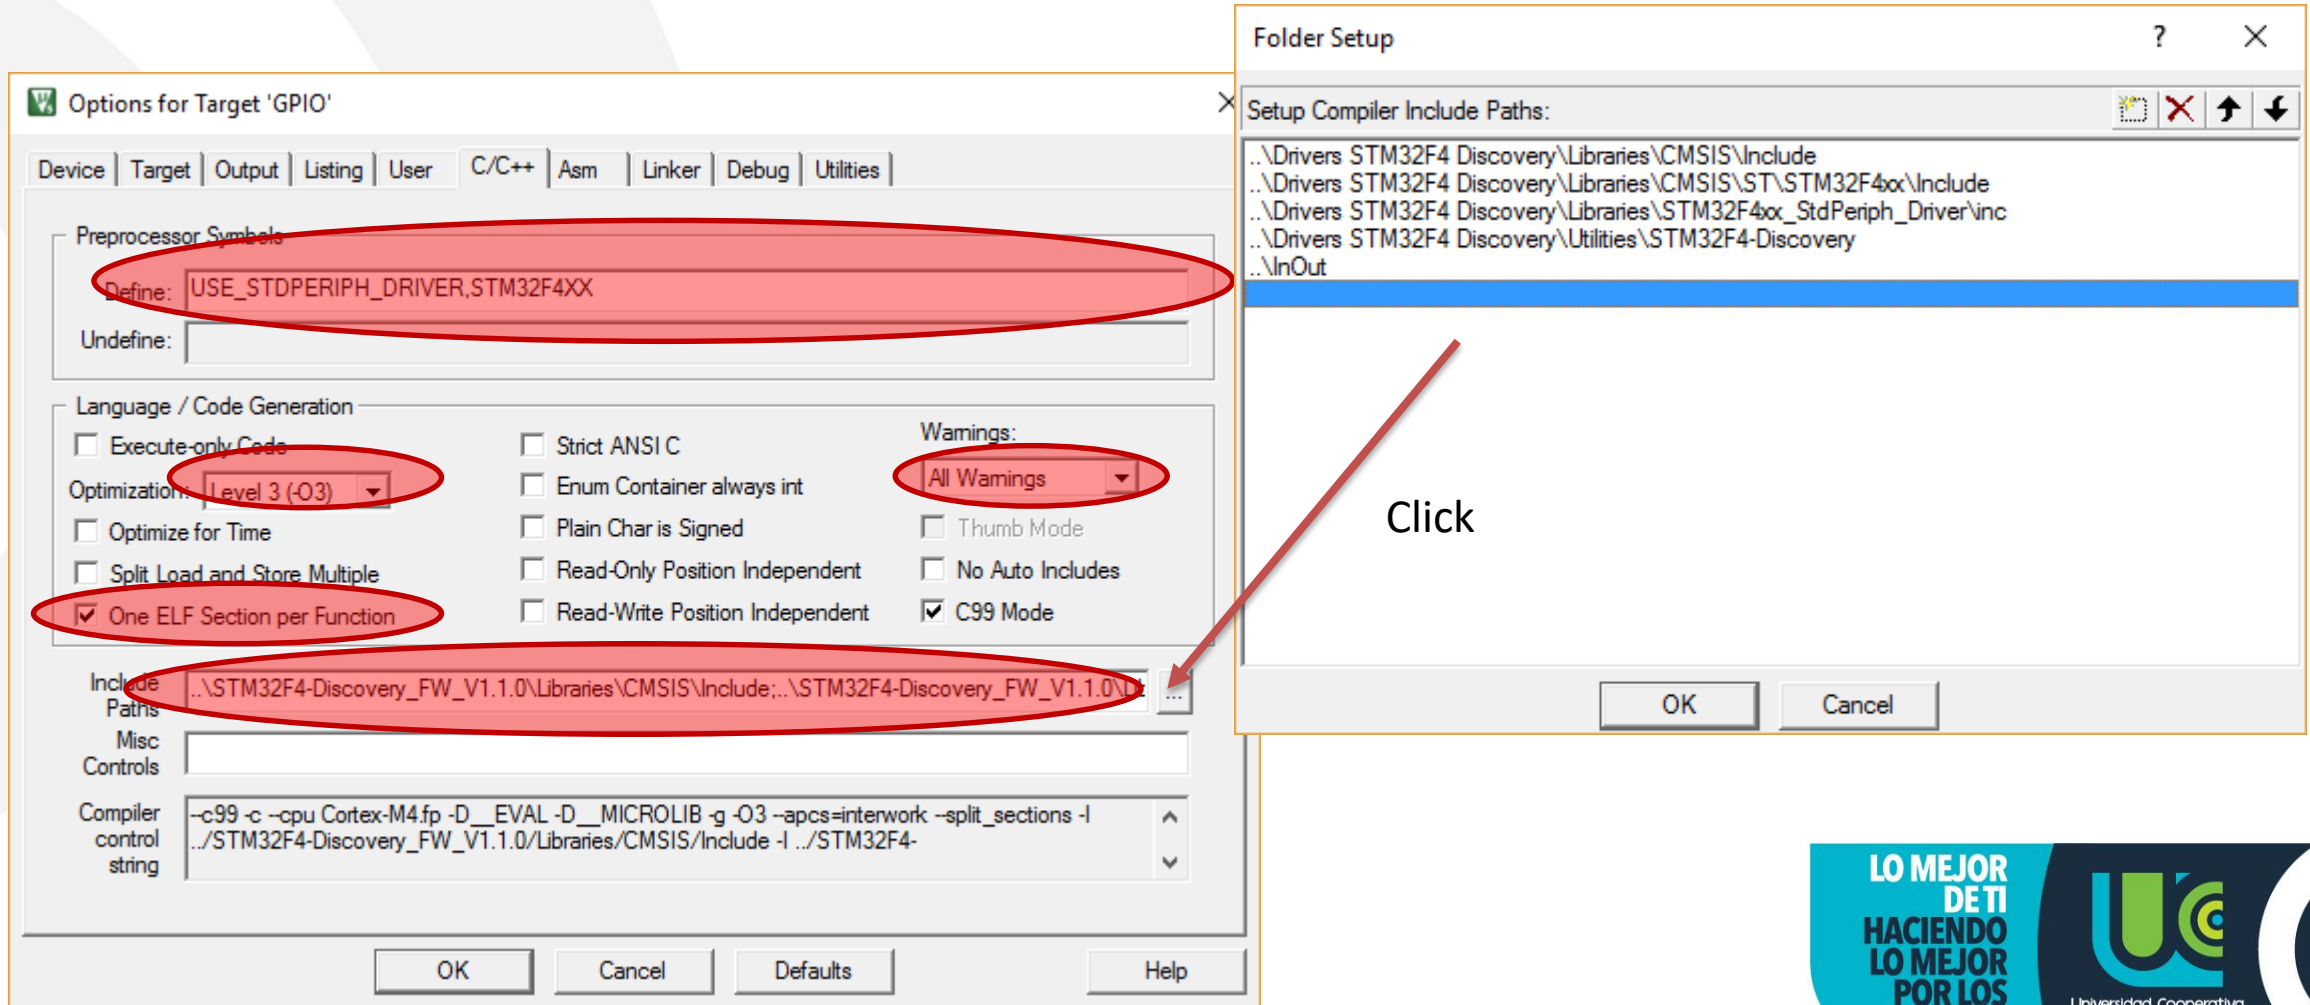 Options for Target 'GPIO'
Device
Target
Output
Listing
User
C/C++
Asm
Linker
Debug
Utilities
Preprocessor Symbols
Define: USE_STDPERIPH_DRIVER,STM32F4XX
Undefine:
Language / Code Generation
Execute-only Code
Optimization: Level 3 (-O3)
Optimize for Time
Split Load and Store Multiple
One ELF Section per Function
Strict ANSI C
Enum Container always int
Plain Char is Signed
Read-Only Position Independent
Read-Write Position Independent
Warnings:
All Warnings
Thumb Mode
No Auto Includes
C99 Mode
Include
Paths
..\STM32F4-Discovery_FW_V1.1.0\Libraries\CMSIS\Include;..\STM32F4-Discovery_FW_V1.1.0\Lib
...
Misc
Controls
Compiler
control
string
--c99 -c --cpu Cortex-M4.fp -D__EVAL -D__MICROLIB -g -O3 --apcs=interwork --split_sections -I
../STM32F4-Discovery_FW_V1.1.0/Libraries/CMSIS/Include -I ../STM32F4-
OK
Cancel
Defaults
Help
Folder Setup
?
Setup Compiler Include Paths:
..\Drivers STM32F4 Discovery\Libraries\CMSIS\Include
..\Drivers STM32F4 Discovery\Libraries\CMSIS\ST\STM32F4xx\Include
..\Drivers STM32F4 Discovery\Libraries\STM32F4xx_StdPeriph_Driver\inc
..\Drivers STM32F4 Discovery\Utilities\STM32F4-Discovery
..\InOut
Click
OK
Cancel
LO MEJOR
DE TI
HACIENDO
LO MEJOR
POR LOS
Universidad Cooperativa